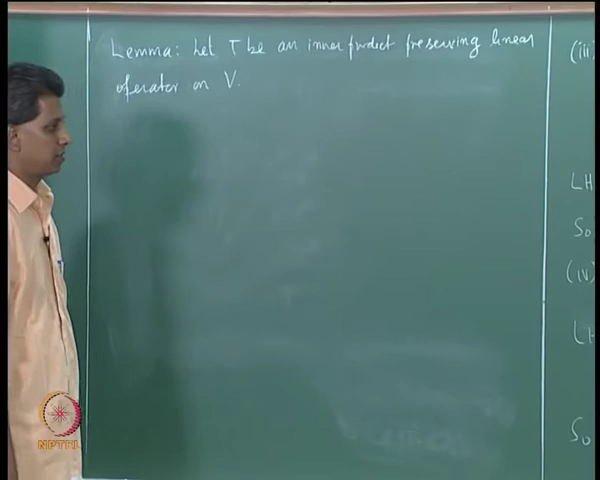 Lemma: Let T be an inner product preserving linear
operator on V.
(iii)
LH
So
(iv)
LH
So
NPTEL